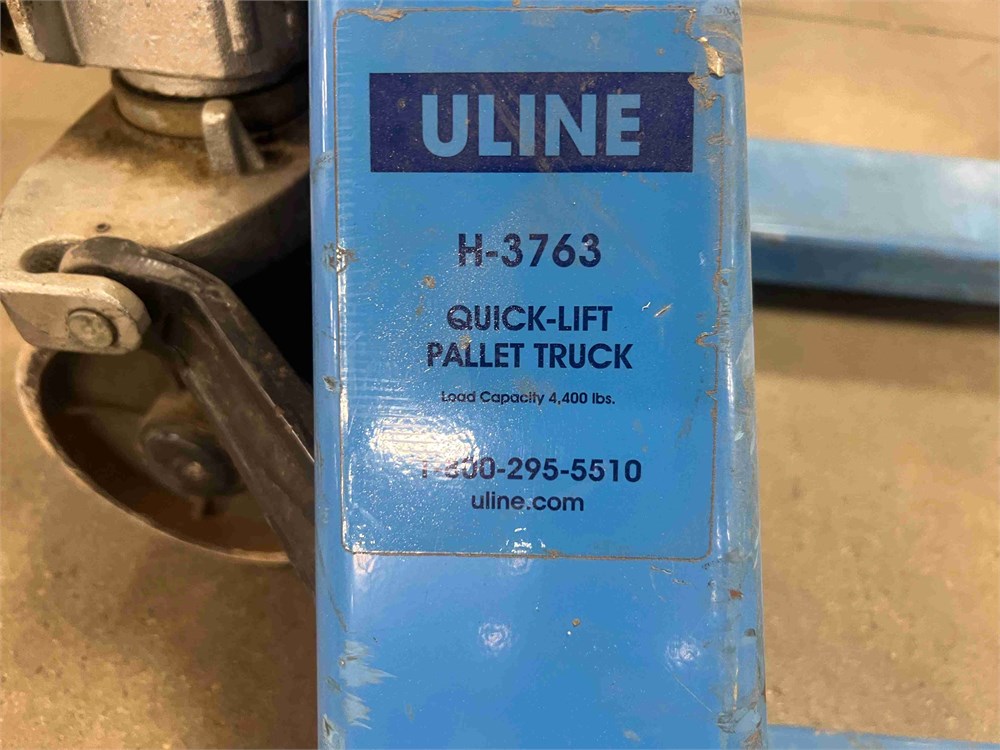 ULINE
H-3763
QUICK-LIFT
PALLET TRUCK
Load Capacity 4,400 lbs.
1-800-295-5510
uline.com